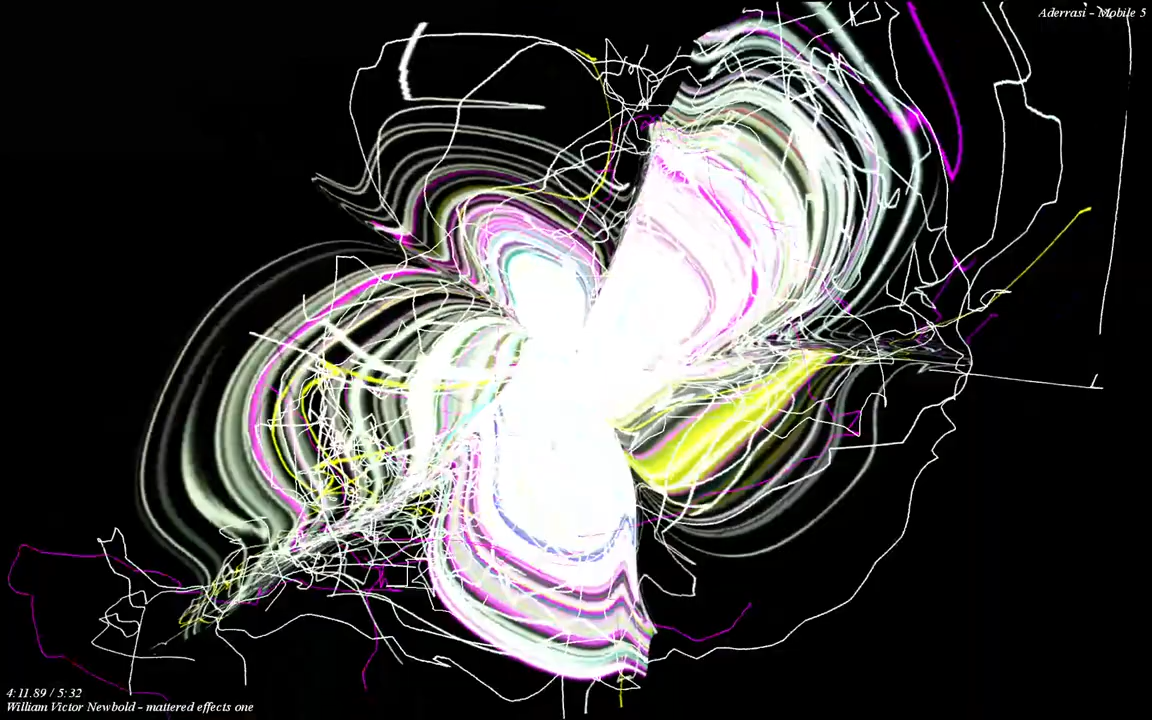 Aderrasi - Mobile 5
4:11.89 / 5:32
William Victor Newbold - mattered effects one